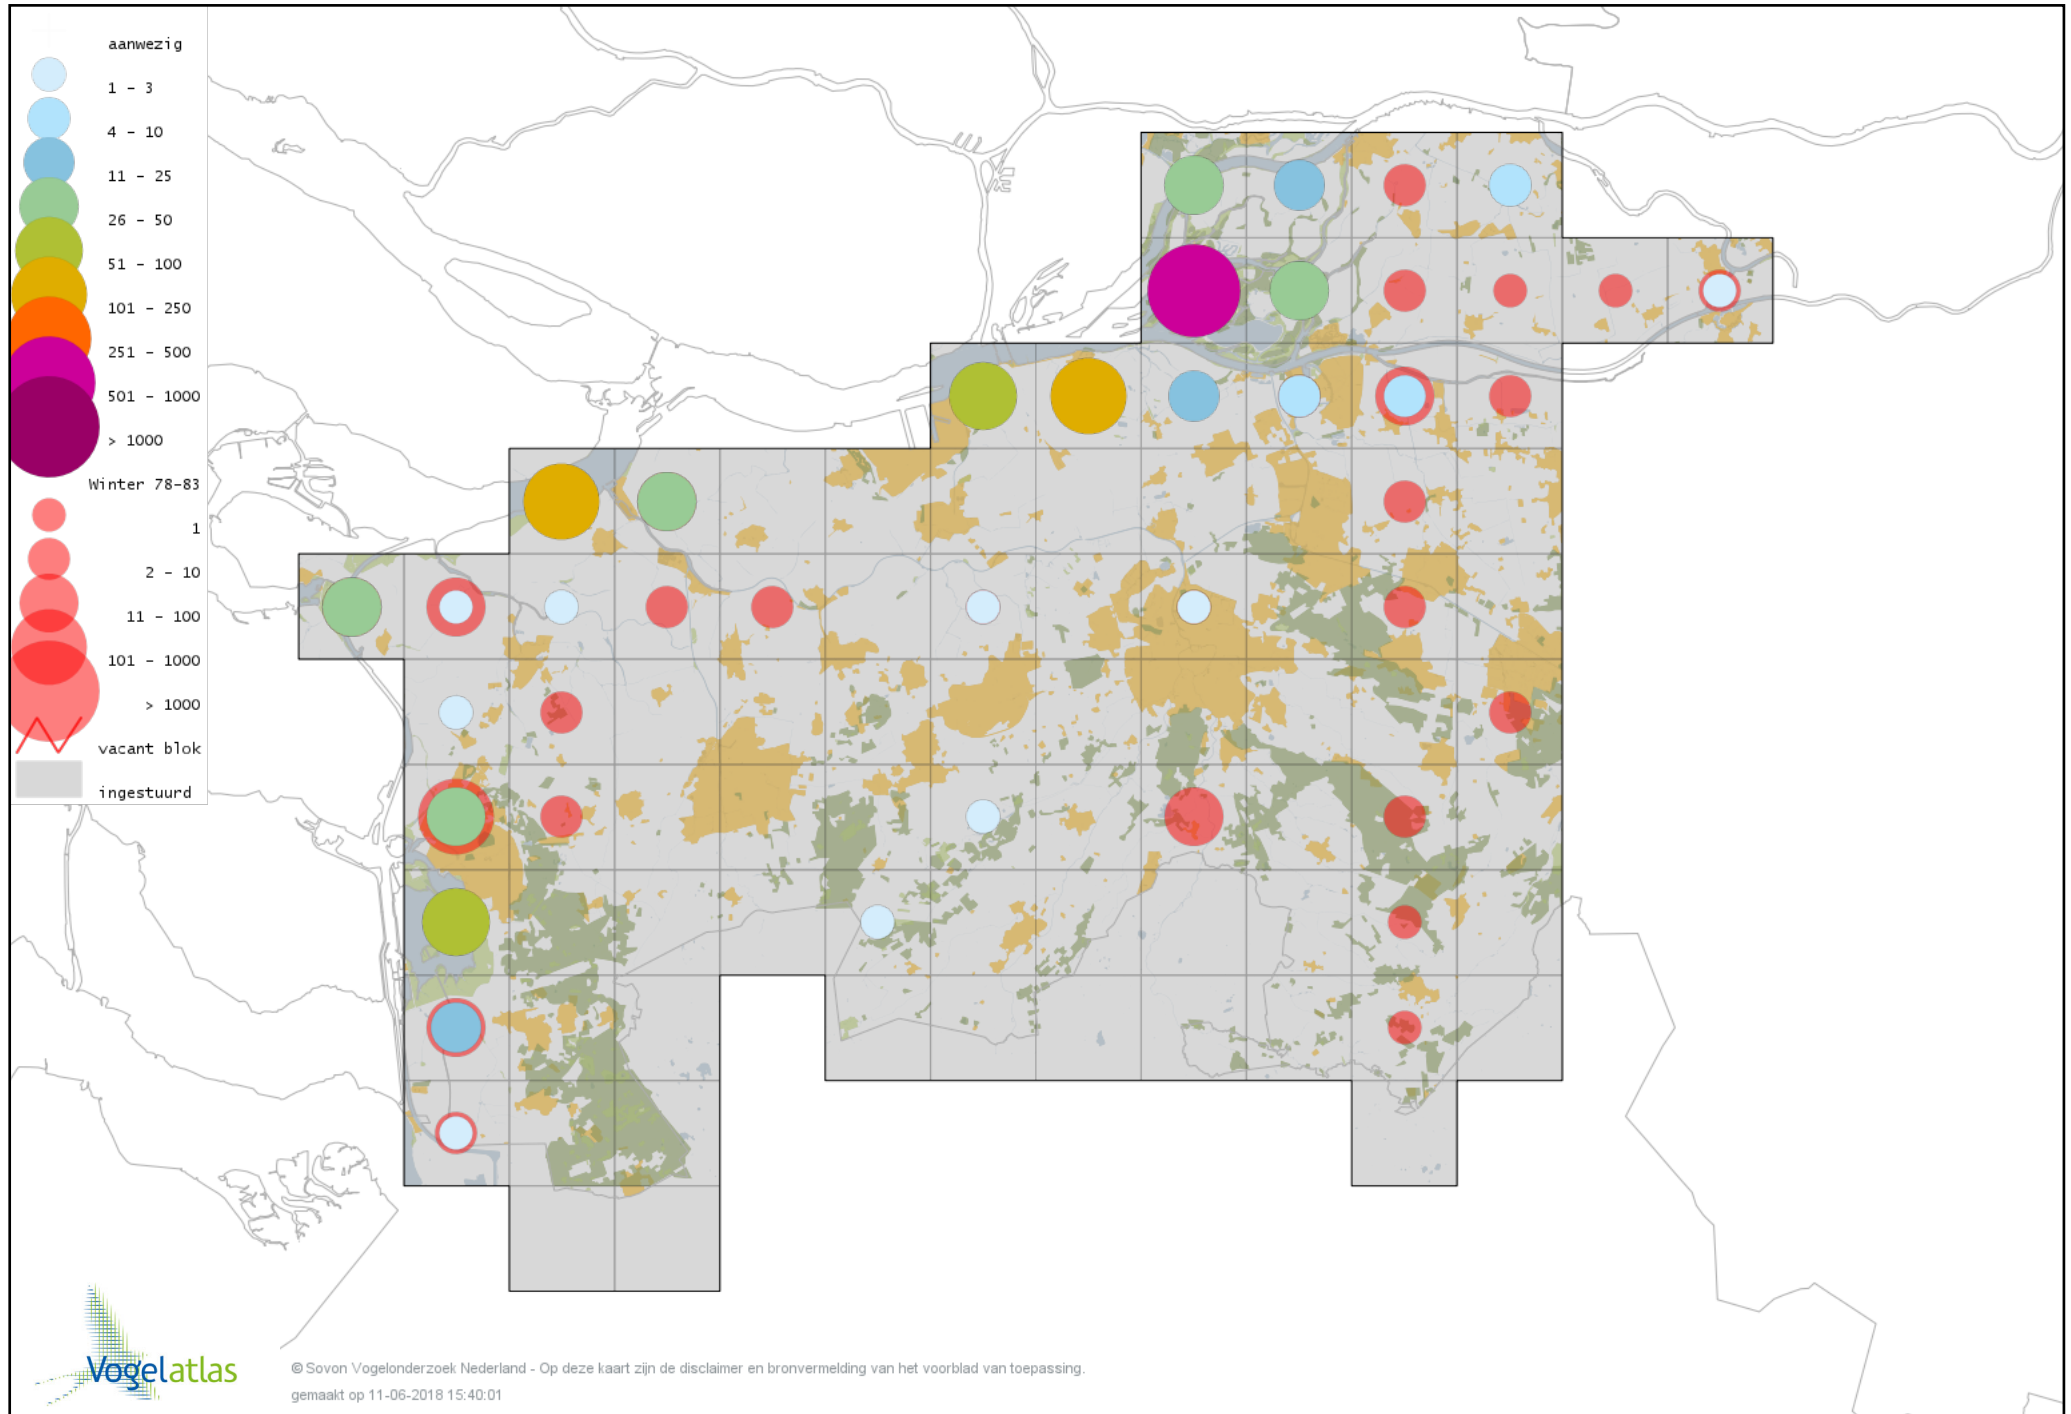 aanwezig
1 - 3
4 - 10
11 - 25
26 - 50
51 - 100
101 - 250
251 - 500
501 - 1000
> 1000
Winter 78-83
1
2 - 10
11 - 100
101 - 1000
> 1000
vacant blok
ingestuurd
Vogelatlas
© Sovon Vogelonderzoek Nederland - Op deze kaart zijn de disclaimer en bronvermelding van het voorblad van toepassing.
gemaakt op 11-06-2018 15:40:01